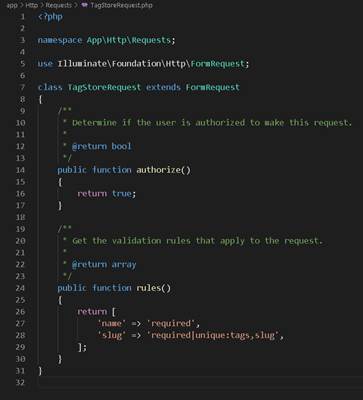 app > Http > Requests > TagStoreRequest.php
1 <?php
2
3 namespace App\Http\Requests;
4
5 use Illuminate\Foundation\Http\FormRequest;
6
7 class TagStoreRequest extends FormRequest
8 {
9 /**
10 * Determine if the user is authorized to make this request.
11 *
12 * @return bool
13 */
14 public function authorize()
15 {
16 return true;
17 }
18
19 /**
20 * Get the validation rules that apply to the request.
21 *
22 * @return array
23 */
24 public function rules()
25 {
26 return [
27 'name' => 'required',
28 'slug' => 'required|unique:tags,slug',
29 ];
30 }
31 }
32